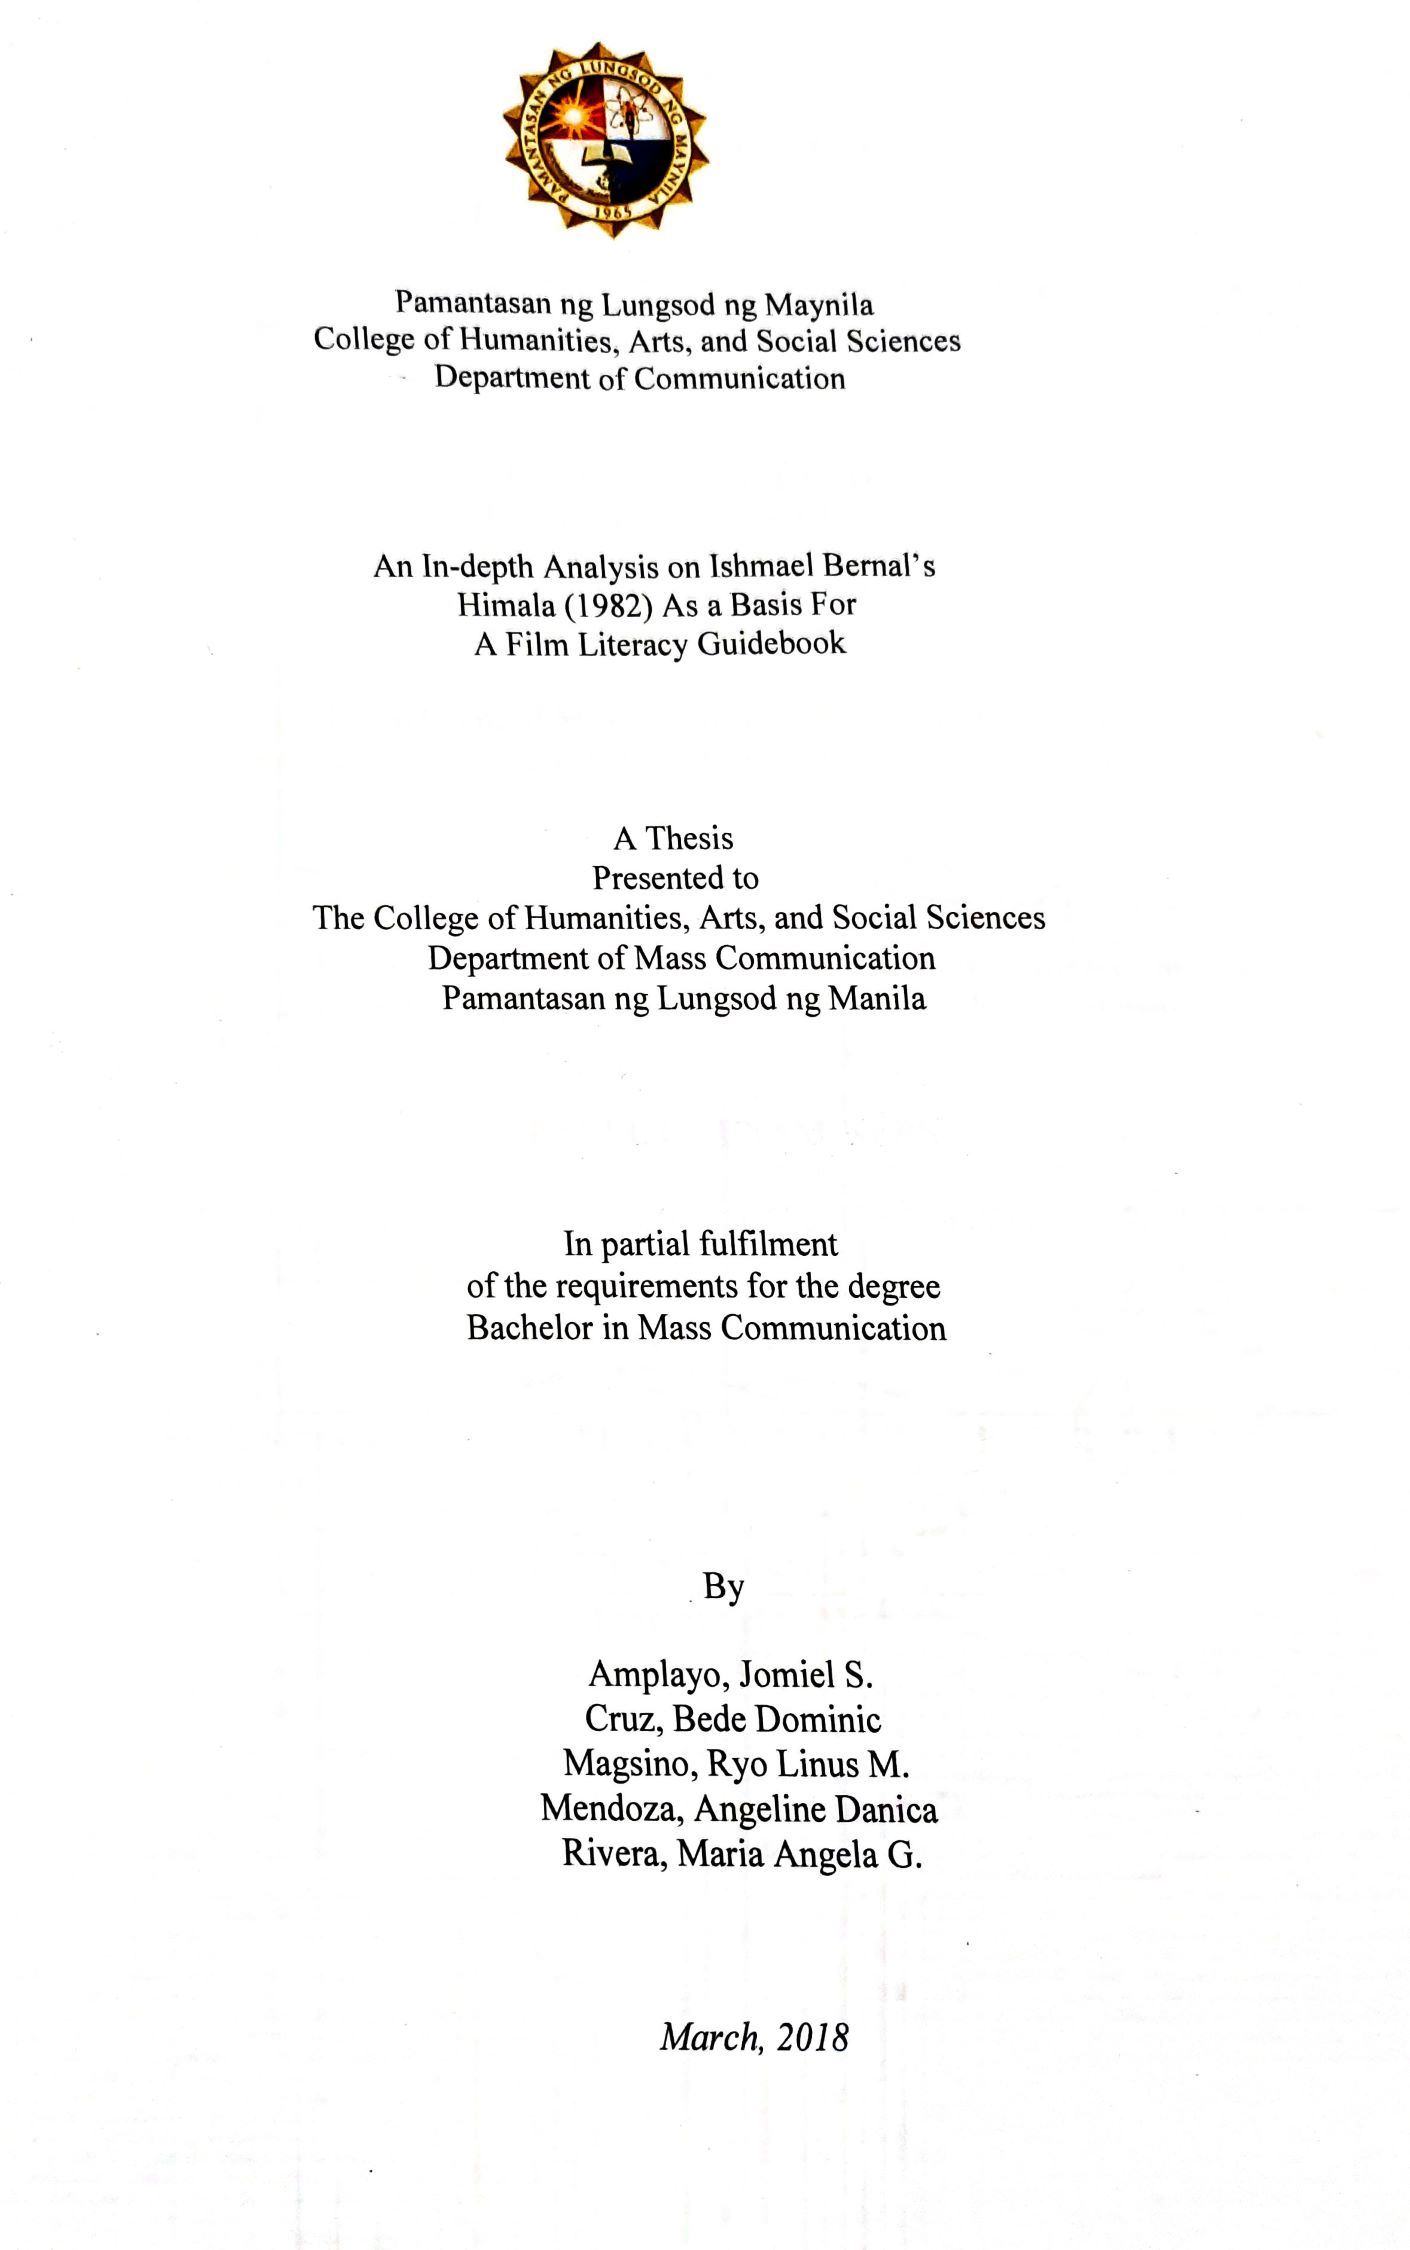 PAMANTASAN NG LUNGSOD NG MAYNILA
1965
Pamantasan ng Lungsod ng Maynila
College of Humanities, Arts, and Social Sciences
Department of Communication
An In-depth Analysis on Ishmael Bernal's
Himala (1982) As a Basis For
A Film Literacy Guidebook
A Thesis
Presented to
The College of Humanities, Arts, and Social Sciences
Department of Mass Communication
Pamantasan ng Lungsod ng Manila
In partial fulfilment
of the requirements for the degree
Bachelor in Mass Communication
By
Amplayo, Jomiel S.
Cruz, Bede Dominic
Magsino, Ryo Linus M.
Mendoza, Angeline Danica
Rivera, Maria Angela G.
March, 2018